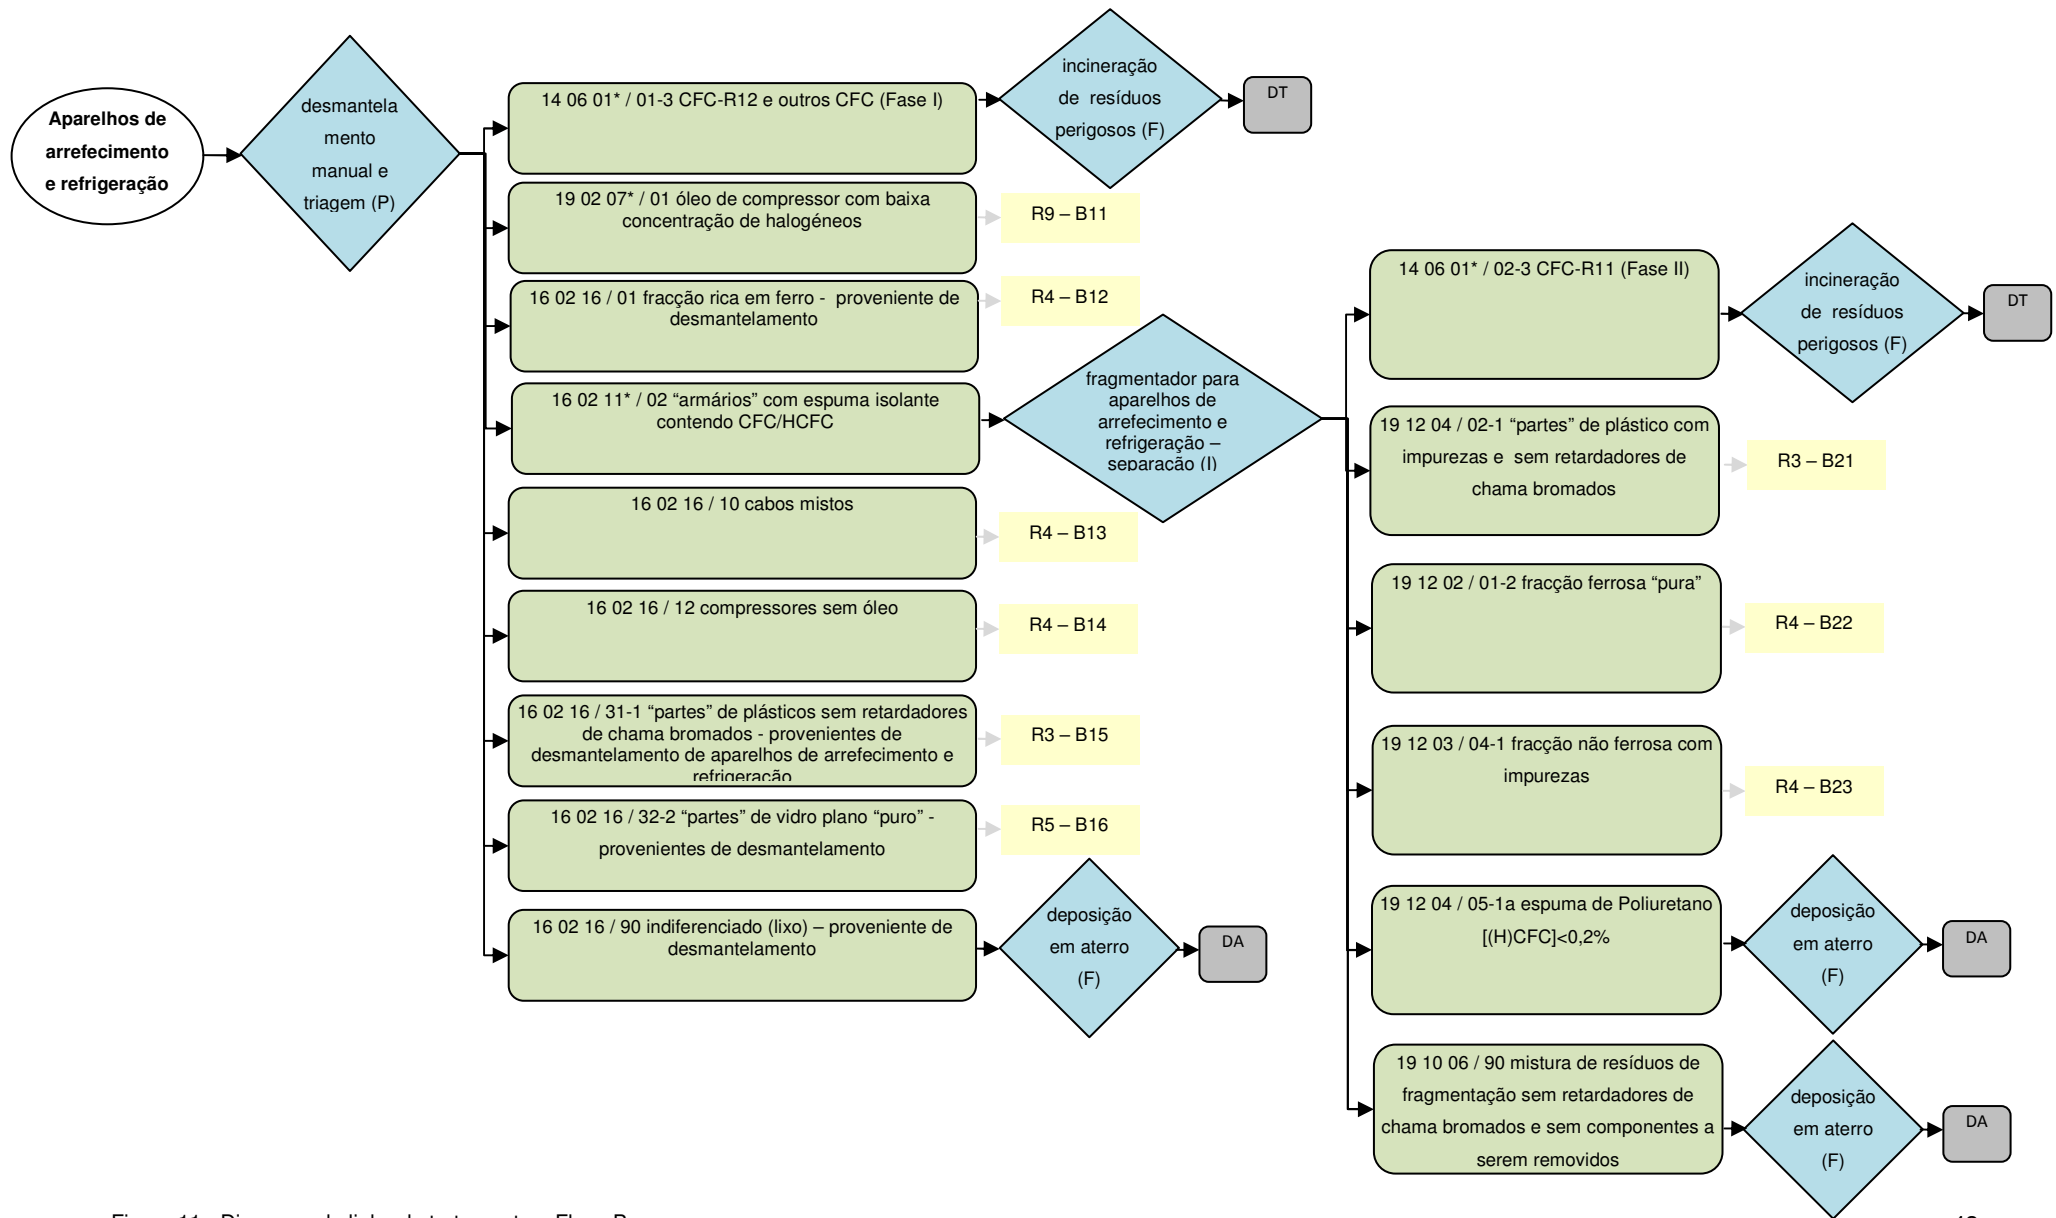 Aparelhos de
arrefecimento
e refrigeração
desmantela
mento
manual e
triagem (P)
14 06 01* / 01-3 CFC-R12 e outros CFC (Fase I)
incineração
de resíduos
perigosos (F)
DT
19 02 07* / 01 óleo de compressor com baixa
concentração de halogéneos
R9 – B11
16 02 16 / 01 fracção rica em ferro - proveniente de
desmantelamento
R4 – B12
16 02 11* / 02 “armários” com espuma isolante
contendo CFC/HCFC
fragmentador para
aparelhos de
arrefecimento e
refrigeração –
separação (I)
16 02 16 / 10 cabos mistos
R4 – B13
16 02 16 / 12 compressores sem óleo
R4 – B14
16 02 16 / 31-1 “partes” de plásticos sem retardadores
de chama bromados - provenientes de
desmantelamento de aparelhos de arrefecimento e
refrigeração
R3 – B15
16 02 16 / 32-2 “partes” de vidro plano “puro” -
provenientes de desmantelamento
R5 – B16
16 02 16 / 90 indiferenciado (lixo) – proveniente de
desmantelamento
deposição
em aterro
(F)
DA
14 06 01* / 02-3 CFC-R11 (Fase II)
incineração
de resíduos
perigosos (F)
DT
19 12 04 / 02-1 “partes” de plástico com
impurezas e sem retardadores de
chama bromados
R3 – B21
19 12 02 / 01-2 fracção ferrosa “pura”
R4 – B22
19 12 03 / 04-1 fracção não ferrosa com
impurezas
R4 – B23
19 12 04 / 05-1a espuma de Poliuretano
[(H)CFC]<0,2%
deposição
em aterro
(F)
DA
19 10 06 / 90 mistura de resíduos de
fragmentação sem retardadores de
chama bromados e sem componentes a
serem removidos
deposição
em aterro
(F)
DA